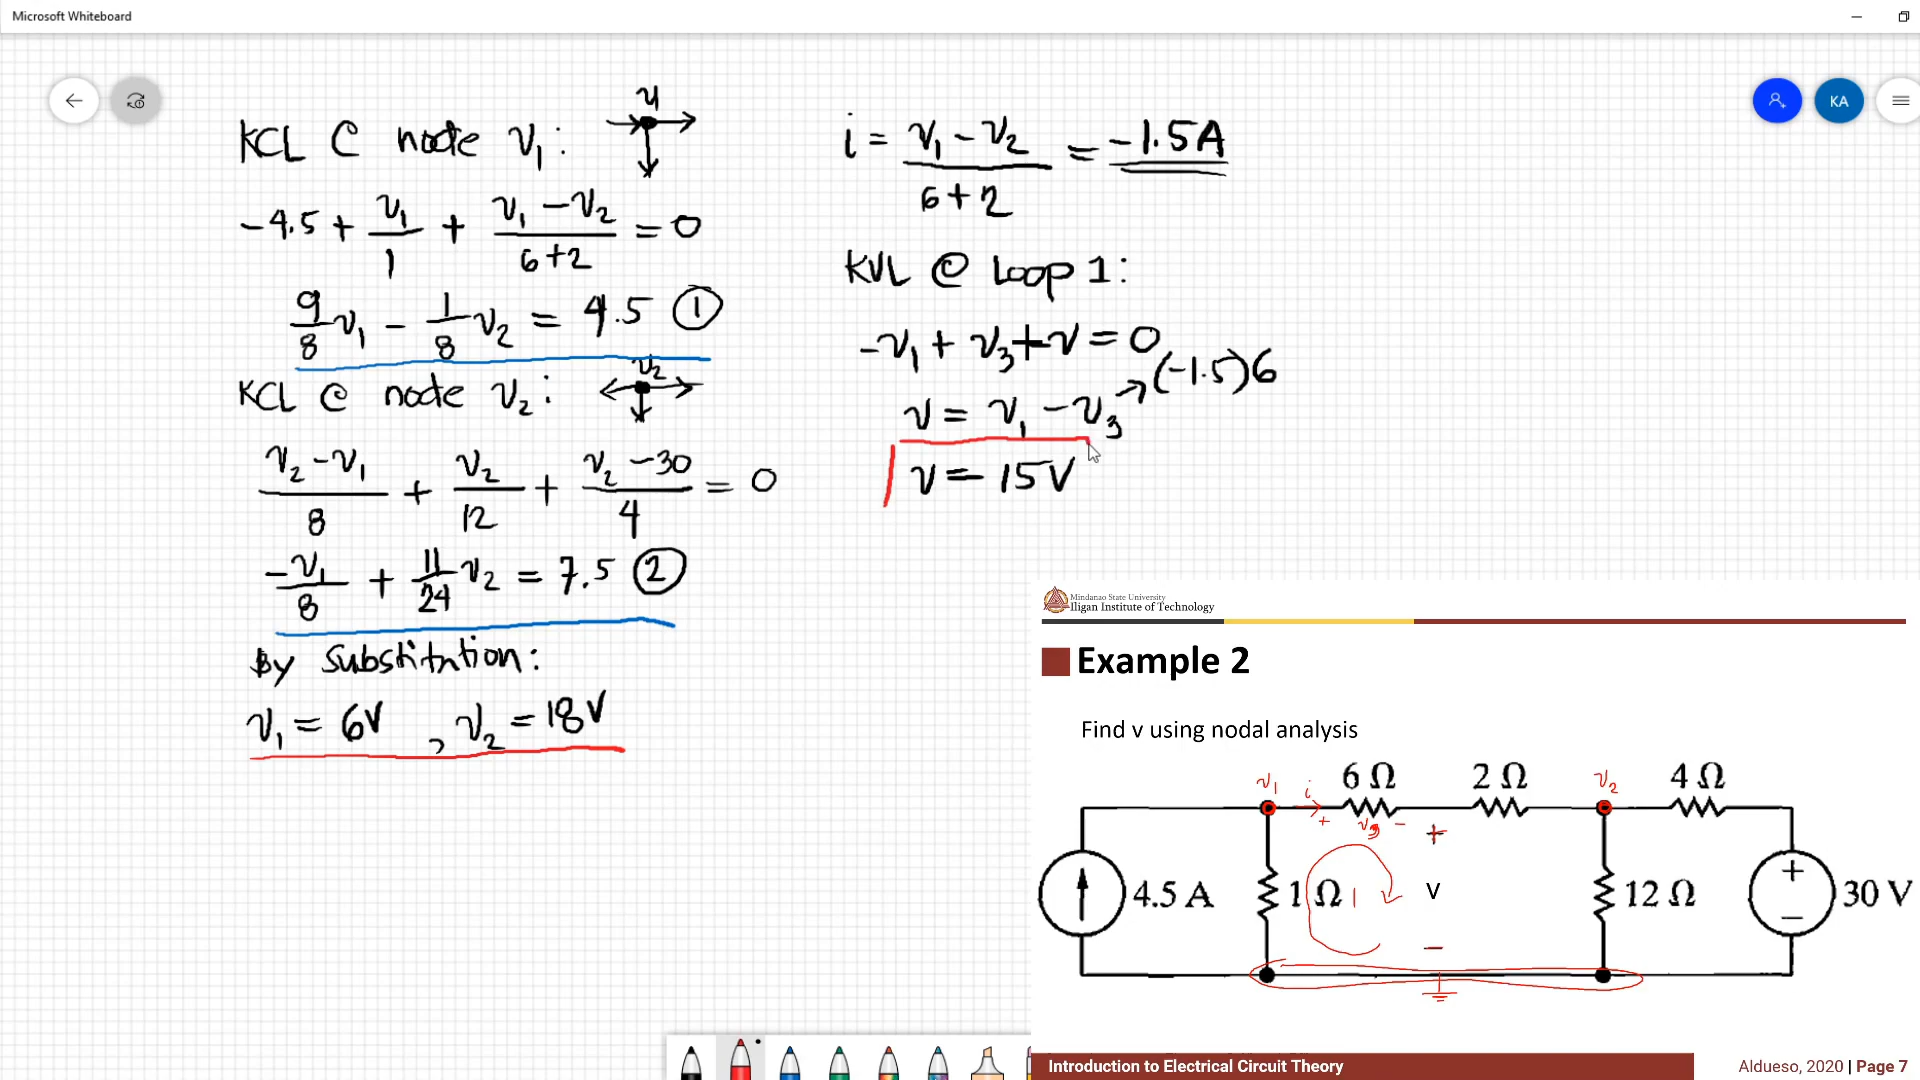 Microsoft Whiteboard
KA
KCL @ node v₁:
v₁
-4.5 + v₁/1 + (v₁ - v₂)/(6+2) = 0
9/8 v₁ - 1/8 v₂ = 4.5 ①
KCL @ node v₂:
v₂
(v₂ - v₁)/8 + v₂/12 + (v₂ - 30)/4 = 0
-v₁/8 + 11/24 v₂ = 7.5 ②
By substitution:
v₁ = 6V , v₂ = 18V
i = (v₁ - v₂)/(6+2) = -1.5A
KVL @ Loop 1:
-v₁ + v₃ + v = 0
v = v₁ - v₃ → (-1.5)6
v = 15V
Mindanao State University
Iligan Institute of Technology
Example 2
Find v using nodal analysis
v₁ i 6 Ω 2 Ω v₂ 4 Ω
+ v₃ - +
4.5 A 1 Ω 1 v 12 Ω + - 30 V
-
Introduction to Electrical Circuit Theory
Aldueso, 2020 | Page 7